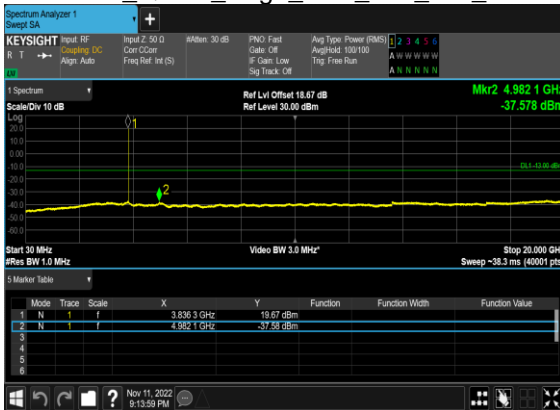 Spectrum Analyzer 1
Swept SA
+
KEYSIGHT Input: RF Input Z: 50 Ω #Atten: 30 dB PNO: Fast Avg Type: Power (RMS) 1 2 3 4 5 6
R T Coupling: DC Corr CCorr Gate: Off Avg|Hold: 100/100 A W W W W W
Align: Auto Freq Ref: Int (S) IF Gain: Low Trig: Free Run
Sig Track: Off A N N N N N
1 Spectrum
Ref Lvl Offset 18.67 dB Mkr2 4.982 1 GHz
Scale/Div 10 dB Ref Level 30.00 dBm -37.578 dBm
Log
20.0
10.0
0.00
-10.0
DL1 -13.00 dBm
-20.0
-30.0
-40.0
-50.0
-60.0
1
2
Start 30 MHz Video BW 3.0 MHz* Stop 20.000 GHz
#Res BW 1.0 MHz Sweep ~38.3 ms (40001 pts)
5 Marker Table
Mode Trace Scale X Y Function Function Width Function Value
1 N 1 f 3.836 3 GHz 19.67 dBm
2 N 1 f 4.982 1 GHz -37.58 dBm
3
4
5
6
? Nov 11, 2022
9:13:59 PM